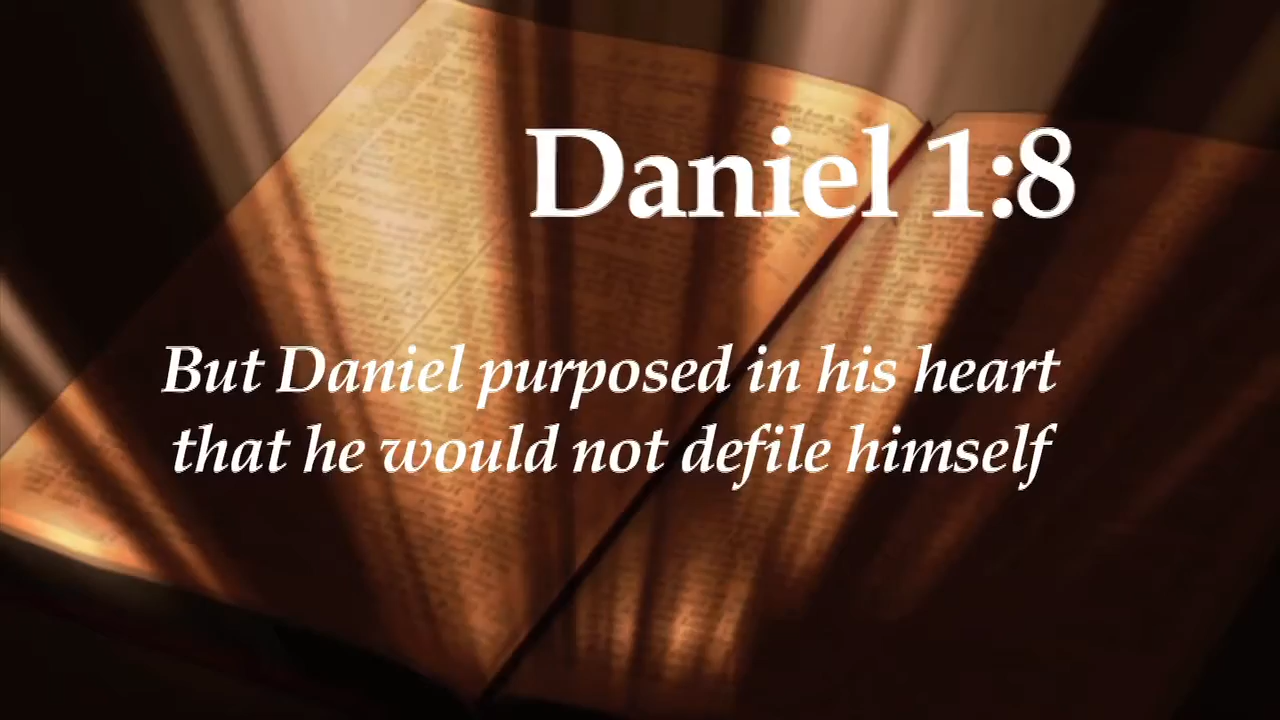 Daniel 1:8
But Daniel purposed in his heart
that he would not defile himself